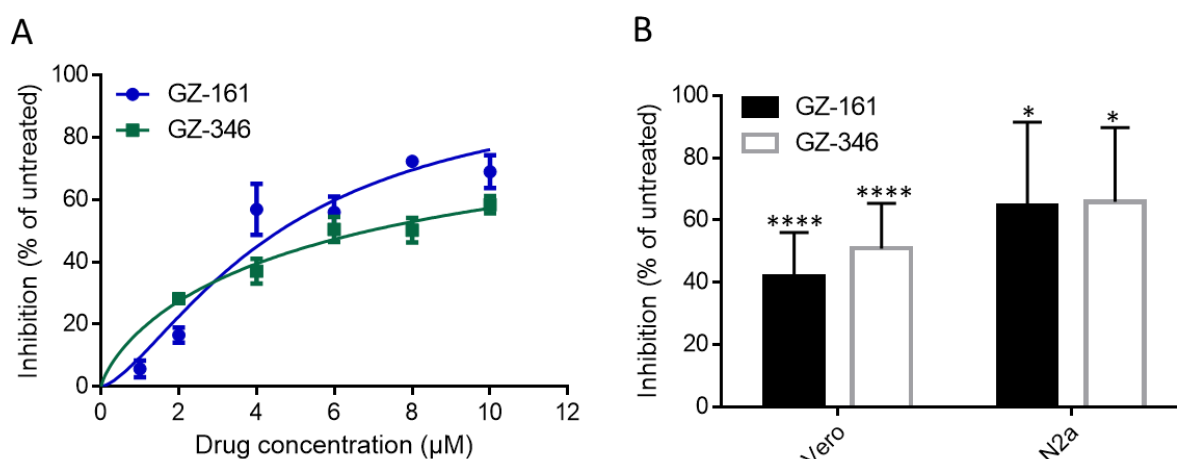 A
Inhibition (% of untreated)
100
80
60
40
20
0
GZ-161
GZ-346
0 2 4 6 8 10 12
Drug concentration (µM)
B
Inhibition (% of untreated)
100
80
60
40
20
0
GZ-161
GZ-346
**** **** * *
Vero
N2a